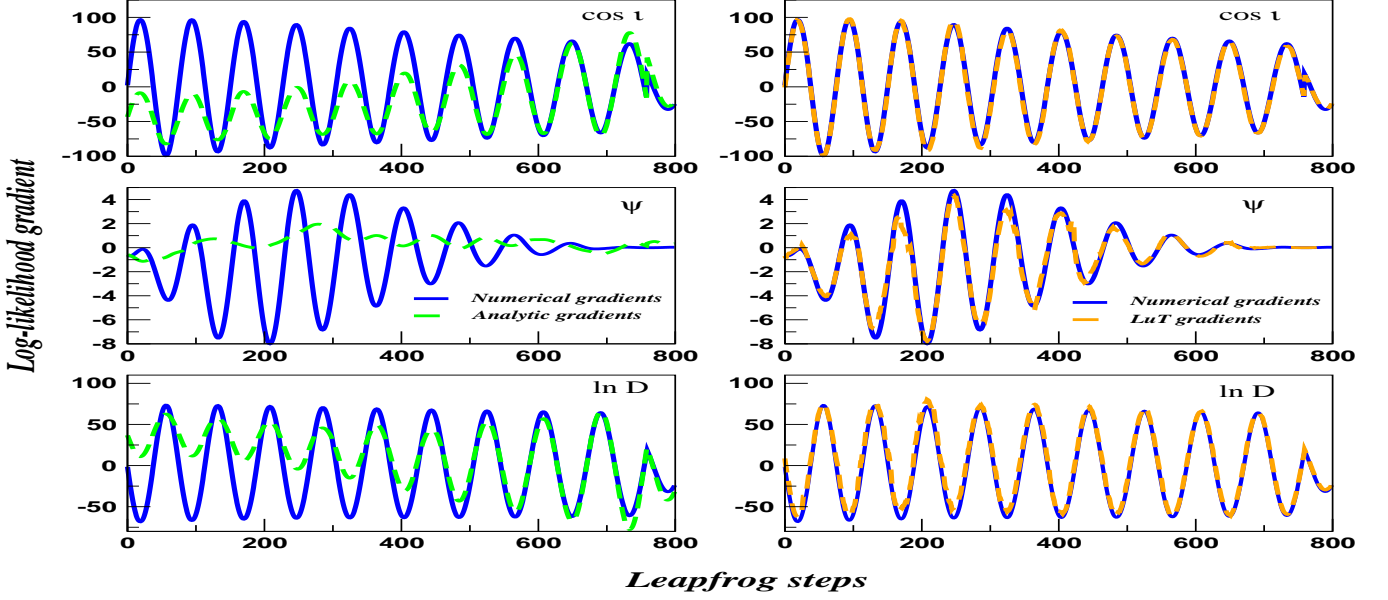 Log-likelihood gradient
cos ι
100
50
0
-50
-100
0 200 400 600 800
cos ι
100
50
0
-50
-100
0 200 400 600 800
ψ
4
2
0
-2
-4
-6
-8
Numerical gradients
Analytic gradients
0 200 400 600 800
ψ
4
2
0
-2
-4
-6
-8
Numerical gradients
LuT gradients
0 200 400 600 800
ln D
100
50
0
-50
0 200 400 600 800
ln D
100
50
0
-50
0 200 400 600 800
Leapfrog steps